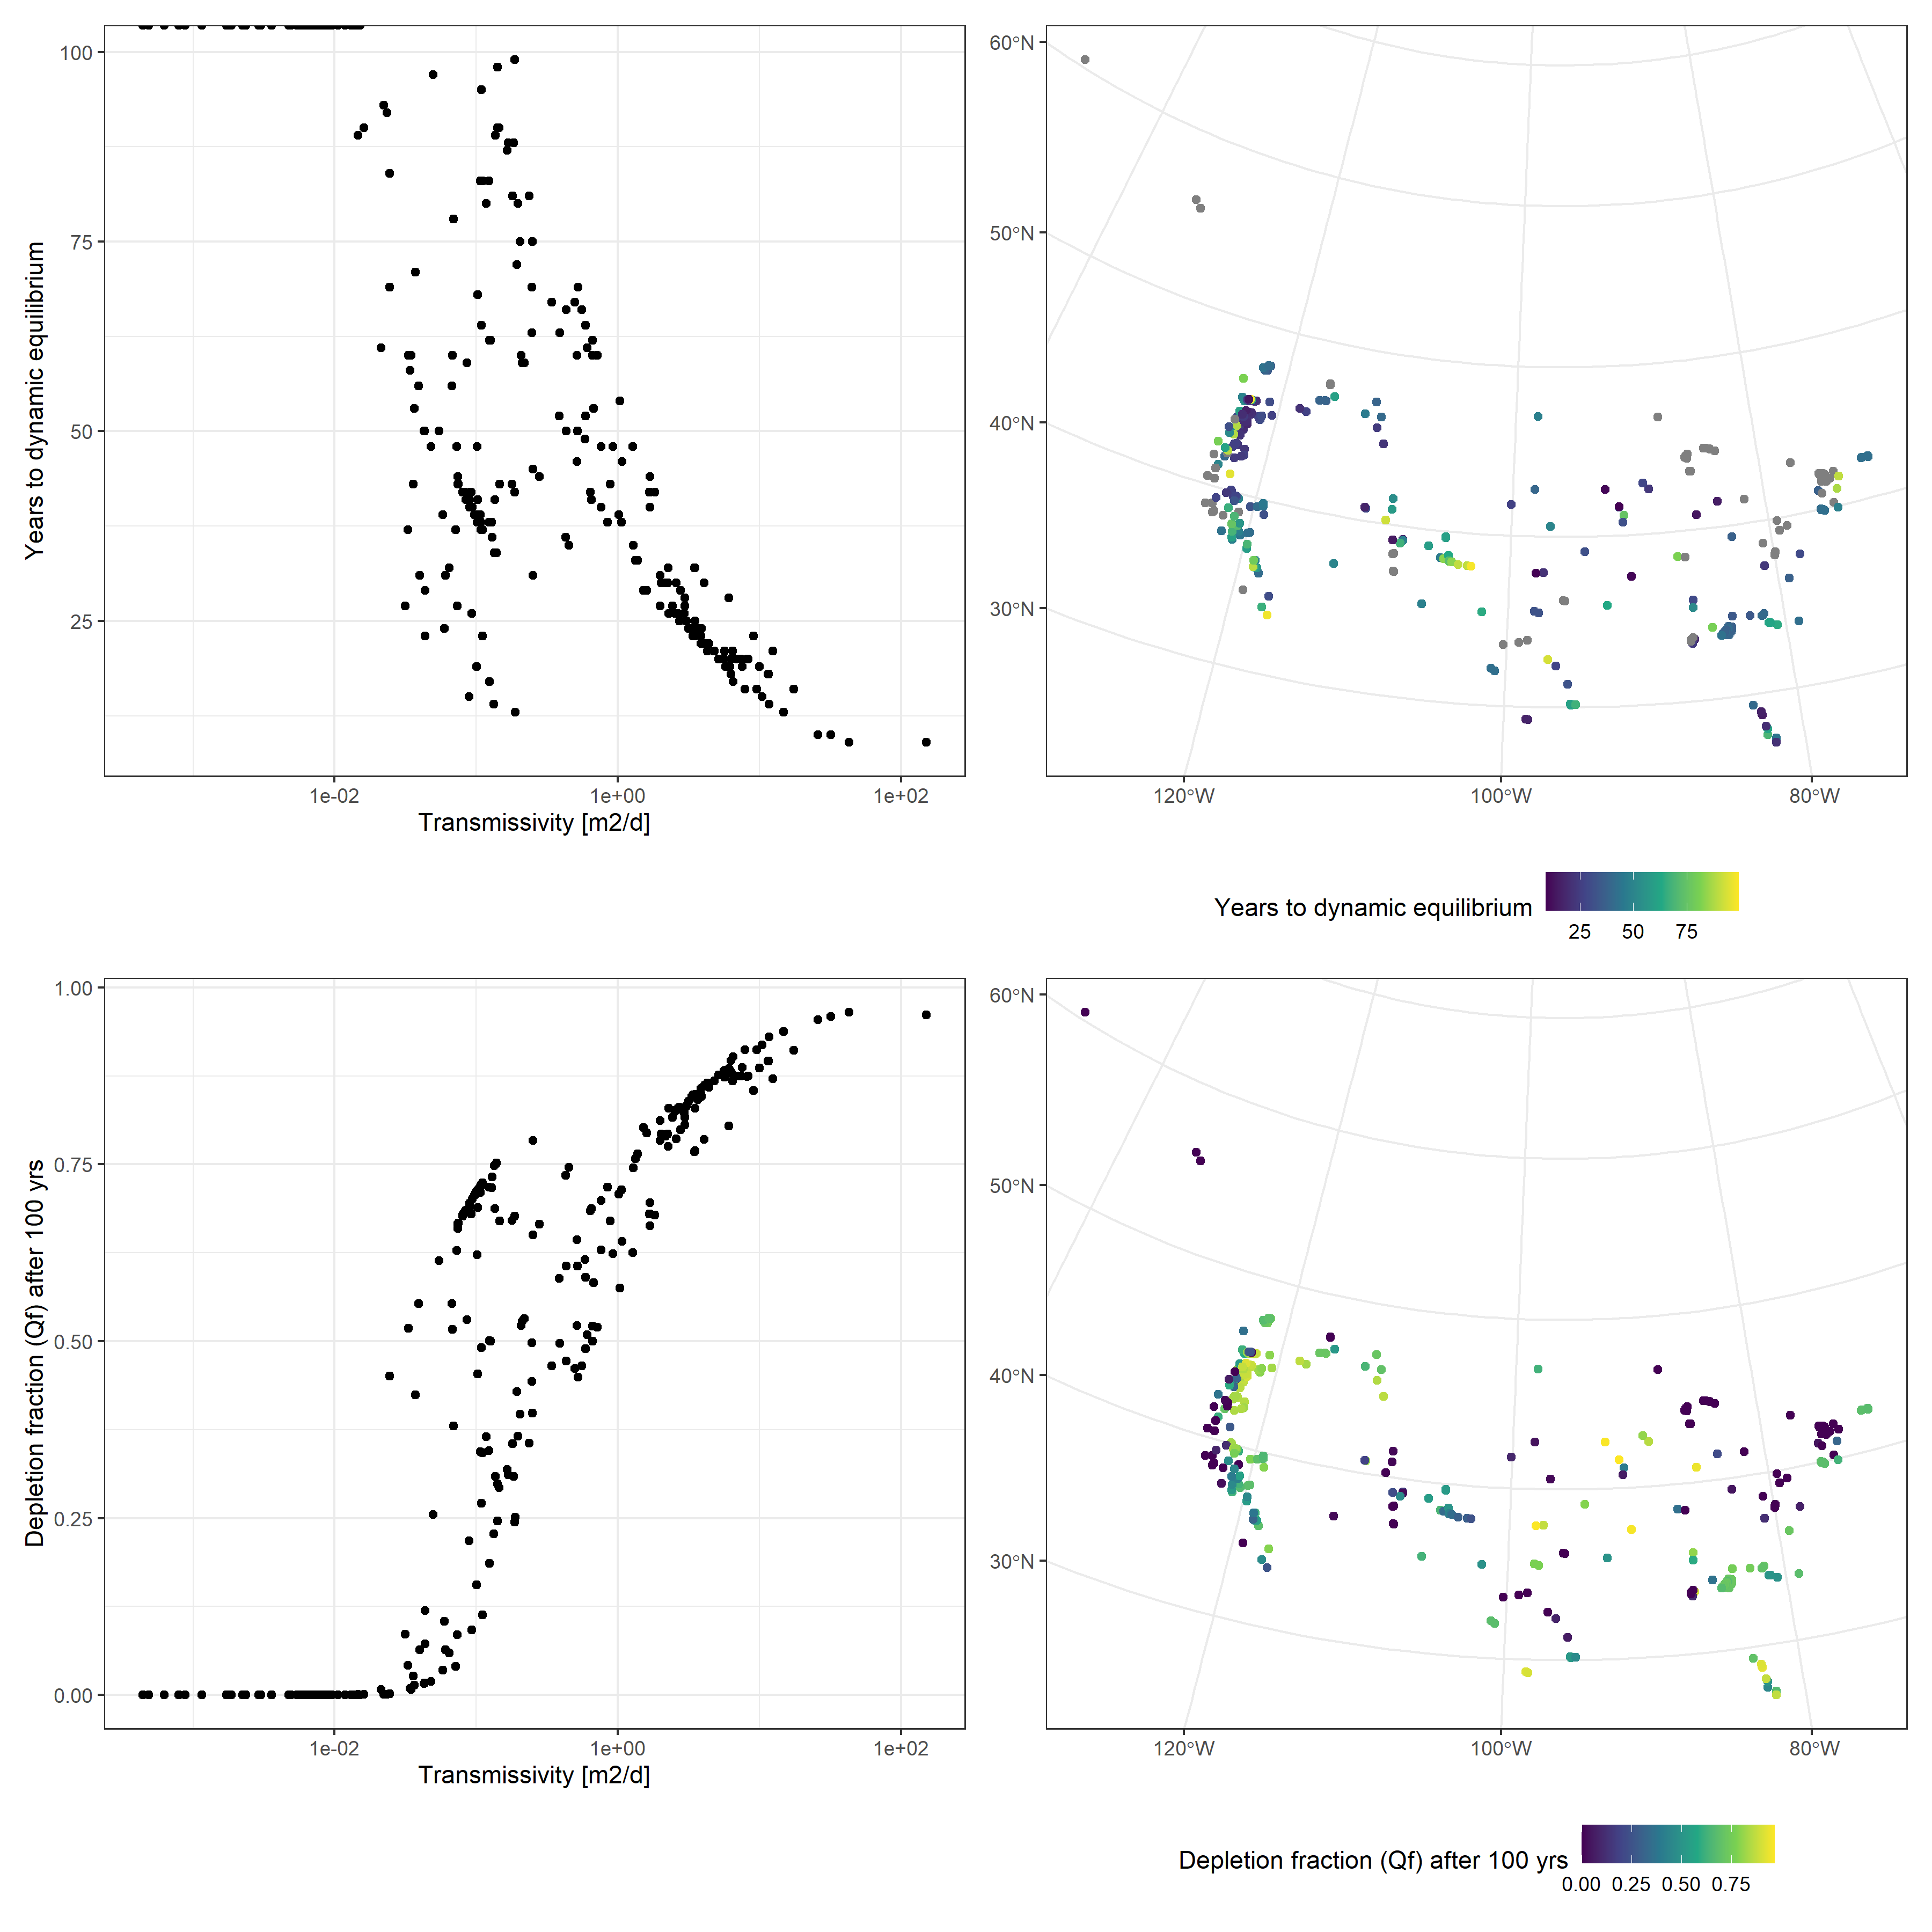 Years to dynamic equilibrium
100
75
50
25
1e-02 1e+00 1e+02
Transmissivity [m2/d]
60°N
50°N
40°N
30°N
120°W 100°W 80°W
Years to dynamic equilibrium
25 50 75
Depletion fraction (Qf) after 100 yrs
1.00
0.75
0.50
0.25
0.00
1e-02 1e+00 1e+02
Transmissivity [m2/d]
60°N
50°N
40°N
30°N
120°W 100°W 80°W
Depletion fraction (Qf) after 100 yrs
0.00 0.25 0.50 0.75